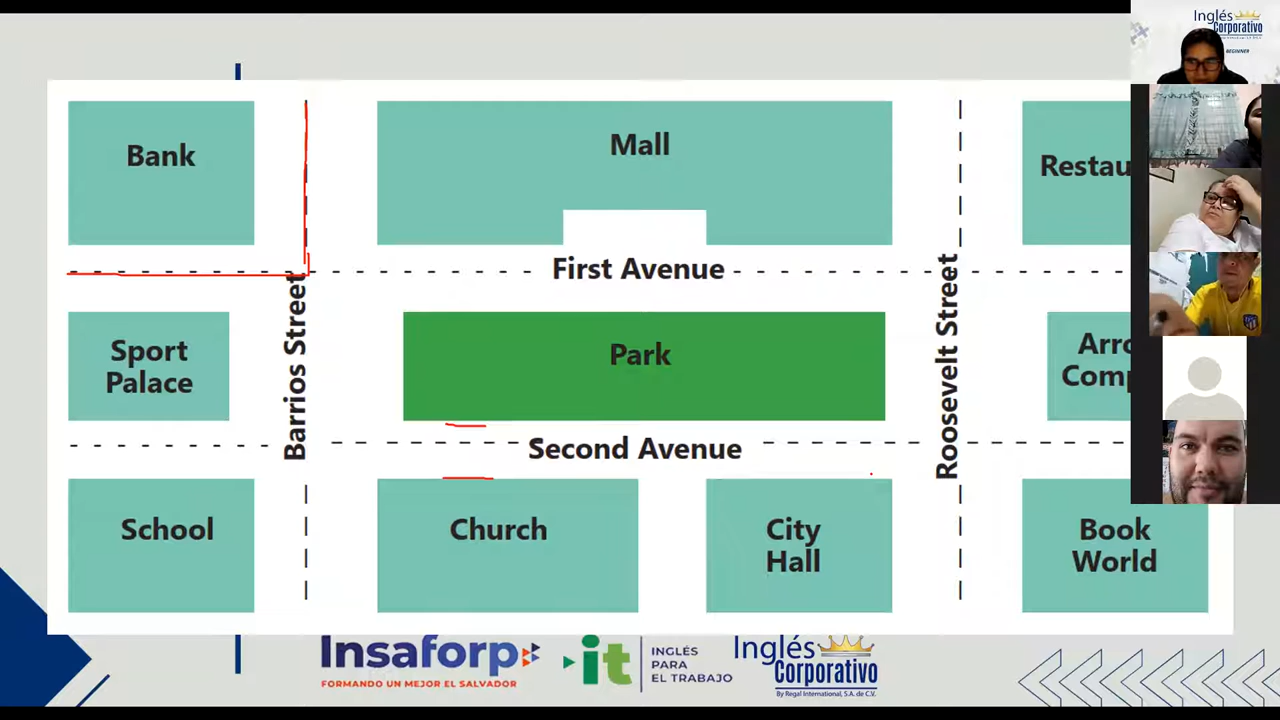 Inglés
Corporativo
BEGINNER
Bank
Mall
Restau
First Avenue
Sport
Palace
Barrios Street
Park
Roosevelt Street
Arro
Comp
Second Avenue
School
Church
City
Hall
Book
World
Insaforp
FORMANDO UN MEJOR EL SALVADOR
it
INGLÉS
PARA
EL TRABAJO
Inglés
Corporativo
By Regal International, S.A. de C.V.